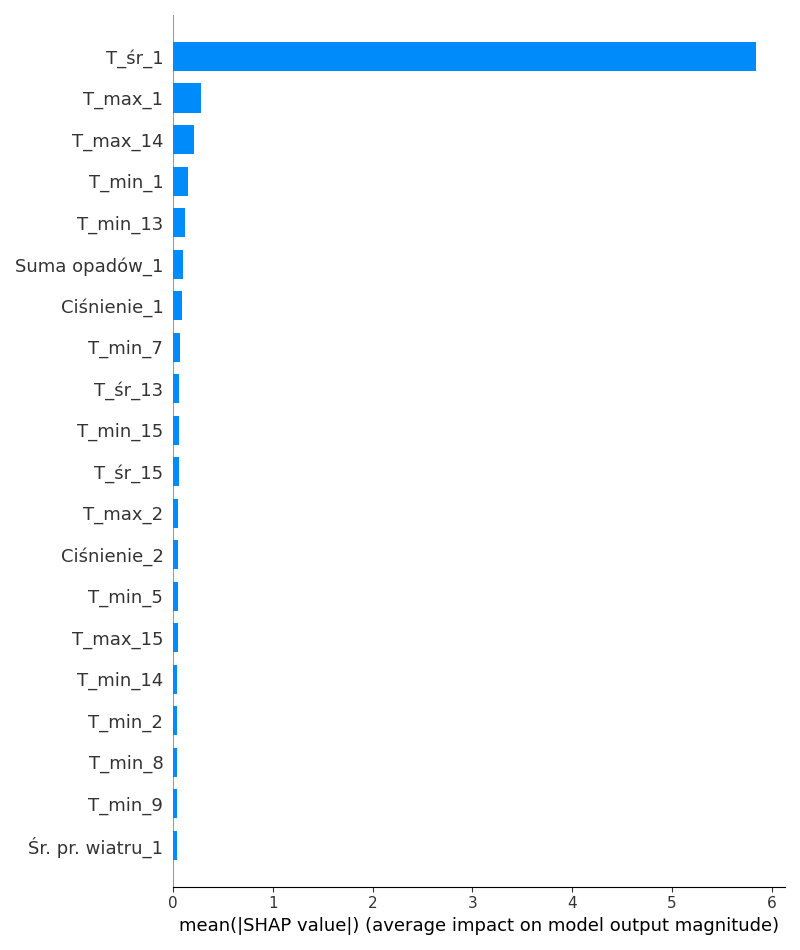 T_śr_1
T_max_1
T_max_14
T_min_1
T_min_13
Suma opadów_1
Ciśnienie_1
T_min_7
T_śr_13
T_min_15
T_śr_15
T_max_2
Ciśnienie_2
T_min_5
T_max_15
T_min_14
T_min_2
T_min_8
T_min_9
Śr. pr. wiatru_1
0 1 2 3 4 5 6
mean(|SHAP value|) (average impact on model output magnitude)